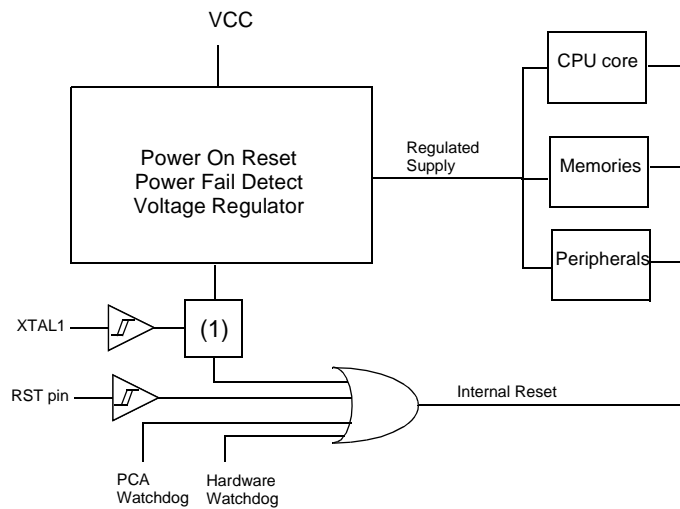 VCC
CPU core
Power On Reset
Power Fail Detect
Voltage Regulator
Regulated
Supply
Memories
Peripherals
XTAL1
(1)
RST pin
Internal Reset
PCA
Watchdog
Hardware
Watchdog